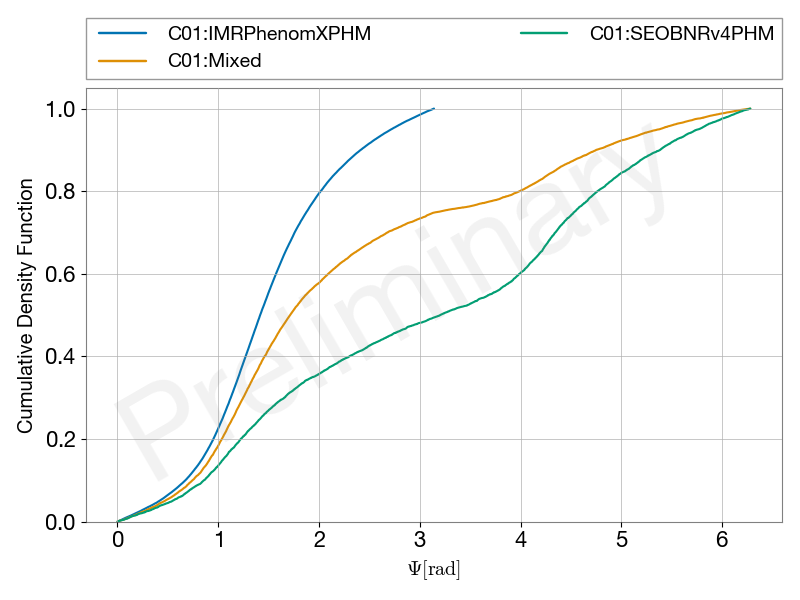 C01:IMRPhenomXPHM
C01:SEOBNRv4PHM
C01:Mixed
Preliminary
Cumulative Density Function
1.0
0.8
0.6
0.4
0.2
0.0
0 1 2 3 4 5 6
Ψ[rad]